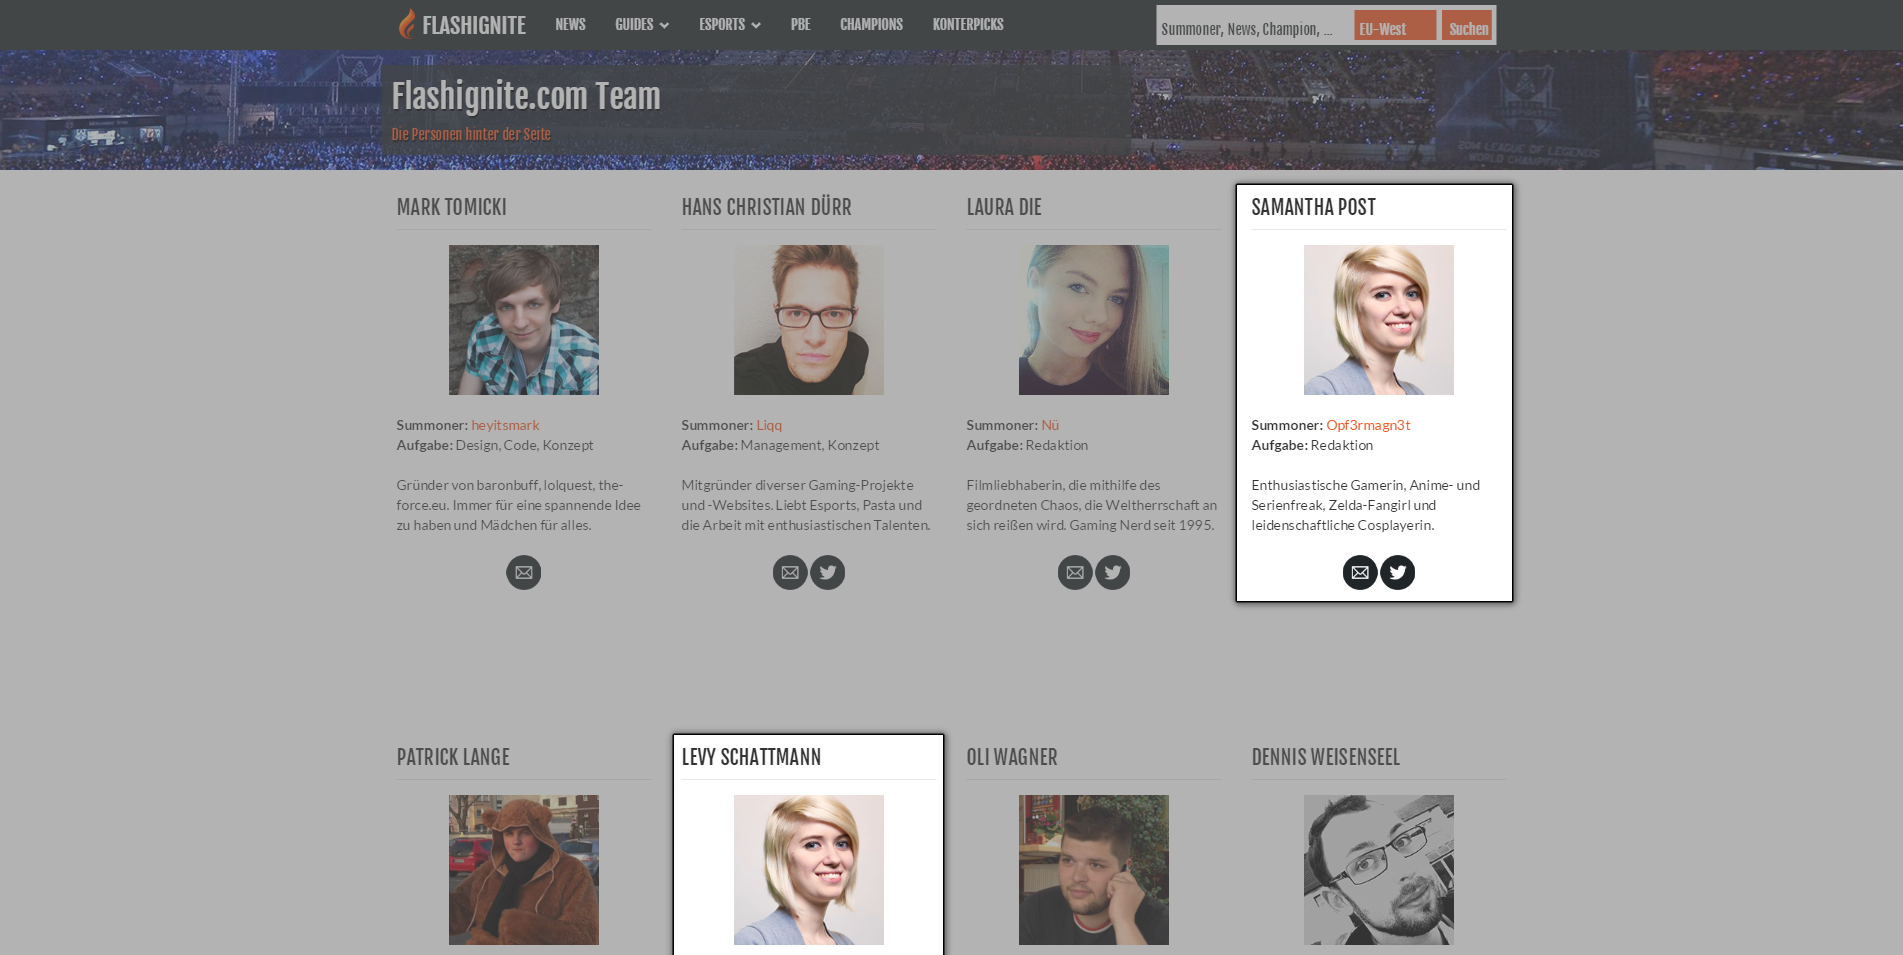 FLASHIGNITE NEWS GUIDES ESPORTS PBE CHAMPIONS KONTERPICKS Summoner, News, Champion, ... EU-West Suchen
Flashignite.com Team
Die Personen hinter der Seite
2014 LEAGUE OF LEGENDS
WORLD CHAMPIONSHIP
MARK TOMICKI
Summoner: heyitsmark
Aufgabe: Design, Code, Konzept
Gründer von baronbuff, lolquest, the-
force.eu. Immer für eine spannende Idee
zu haben und Mädchen für alles.
HANS CHRISTIAN DÜRR
Summoner: Liqq
Aufgabe: Management, Konzept
Mitgründer diverser Gaming-Projekte
und -Websites. Liebt Esports, Pasta und
die Arbeit mit enthusiastischen Talenten.
LAURA DIE
Summoner: Nü
Aufgabe: Redaktion
Filmliebhaberin, die mithilfe des
geordneten Chaos, die Weltherrschaft an
sich reißen wird. Gaming Nerd seit 1995.
SAMANTHA POST
Summoner: Opf3rmagn3t
Aufgabe: Redaktion
Enthusiastische Gamerin, Anime- und
Serienfreak, Zelda-Fangirl und
leidenschaftliche Cosplayerin.
PATRICK LANGE
LEVY SCHATTMANN
OLI WAGNER
DENNIS WEISENSEEL